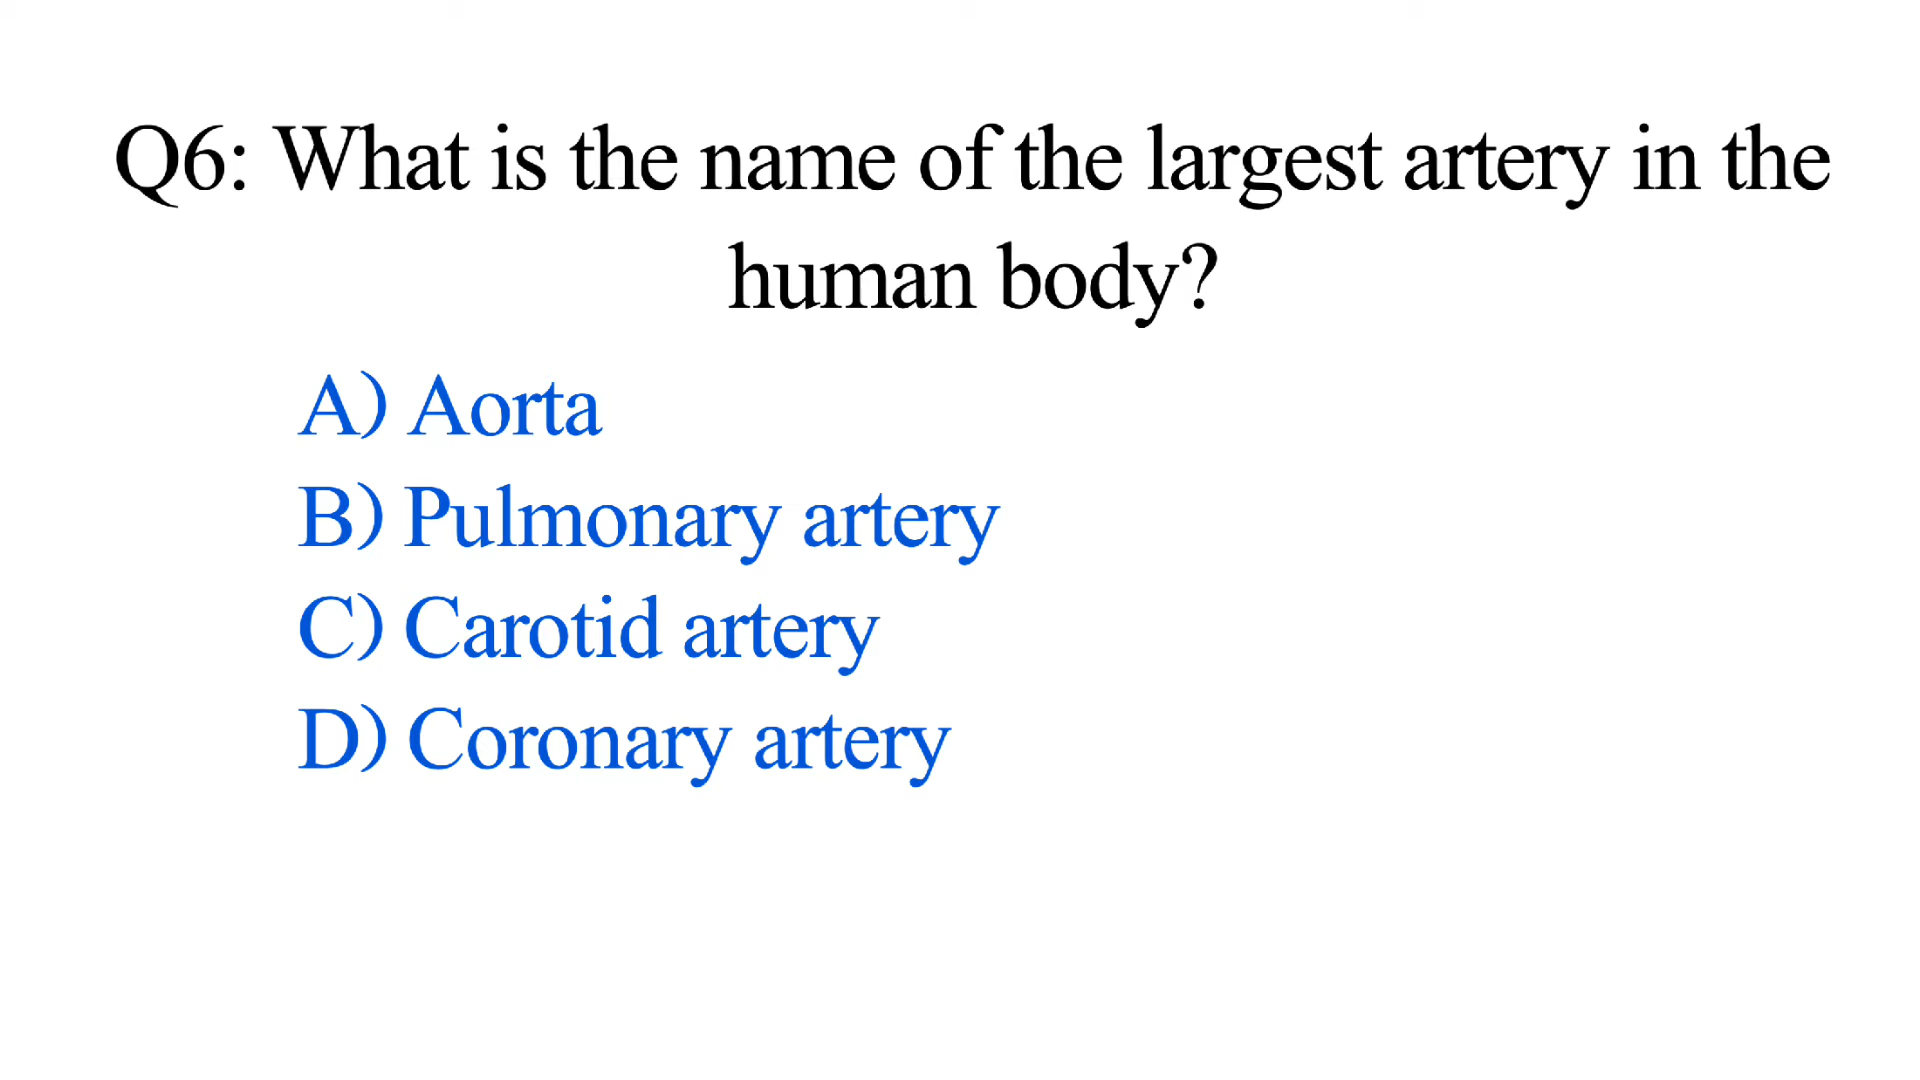 Q6: What is the name of the largest artery in the
human body?
A) Aorta
B) Pulmonary artery
C) Carotid artery
D) Coronary artery